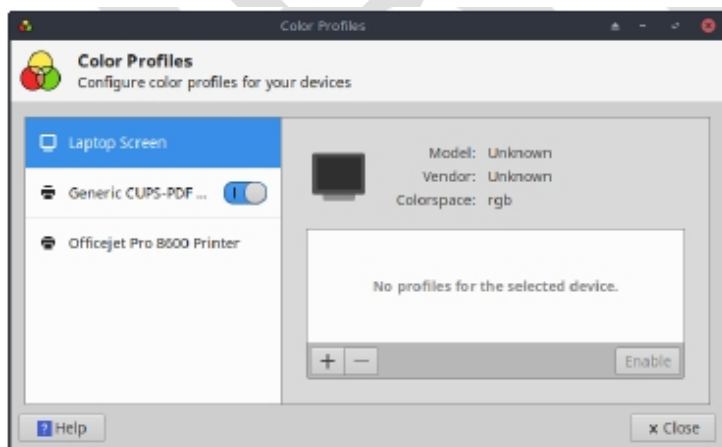 Color Profiles
Color Profiles
Configure color profiles for your devices
Laptop Screen
Generic CUPS-PDF ...
Officejet Pro 8600 Printer
Model: Unknown
Vendor: Unknown
Colorspace: rgb
No profiles for the selected device.
Enable
? Help
x Close